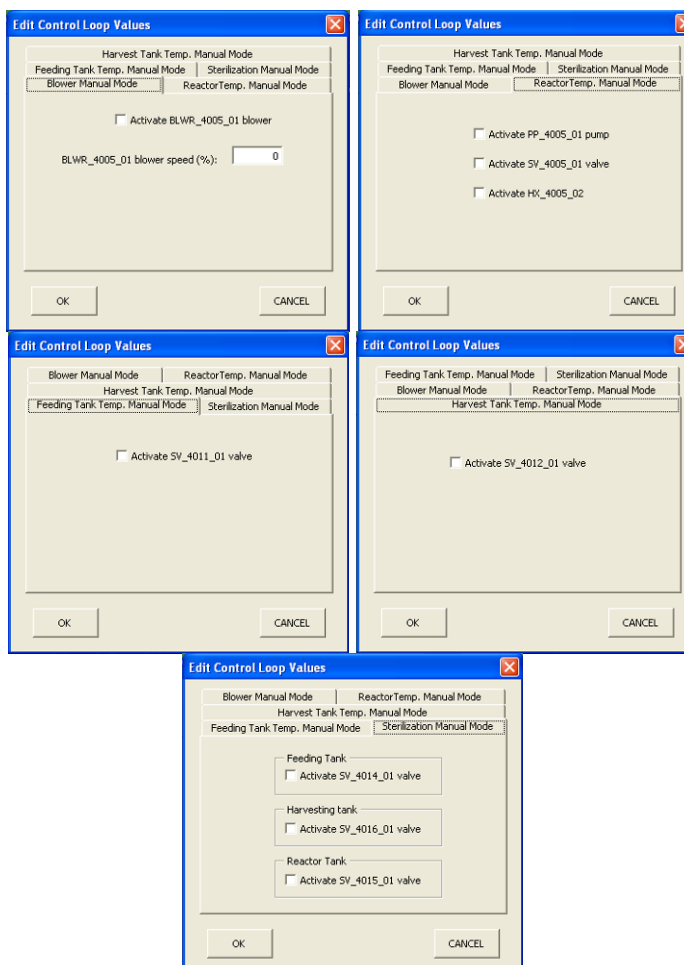 Edit Control Loop Values
Harvest Tank Temp. Manual Mode
Feeding Tank Temp. Manual Mode Sterilization Manual Mode
Blower Manual Mode ReactorTemp. Manual Mode
Activate BLWR_4005_01 blower
BLWR_4005_01 blower speed (%): 0
OK CANCEL
Edit Control Loop Values
Harvest Tank Temp. Manual Mode
Feeding Tank Temp. Manual Mode Sterilization Manual Mode
Blower Manual Mode ReactorTemp. Manual Mode
Activate PP_4005_01 pump
Activate SV_4005_01 valve
Activate HX_4005_02
OK CANCEL
Edit Control Loop Values
Blower Manual Mode ReactorTemp. Manual Mode
Harvest Tank Temp. Manual Mode
Feeding Tank Temp. Manual Mode Sterilization Manual Mode
Activate SV_4011_01 valve
OK CANCEL
Edit Control Loop Values
Feeding Tank Temp. Manual Mode Sterilization Manual Mode
Blower Manual Mode ReactorTemp. Manual Mode
Harvest Tank Temp. Manual Mode
Activate SV_4012_01 valve
OK CANCEL
Edit Control Loop Values
Blower Manual Mode ReactorTemp. Manual Mode
Harvest Tank Temp. Manual Mode
Feeding Tank Temp. Manual Mode Sterilization Manual Mode
Feeding Tank
Activate SV_4014_01 valve
Harvesting tank
Activate SV_4016_01 valve
Reactor Tank
Activate SV_4015_01 valve
OK CANCEL